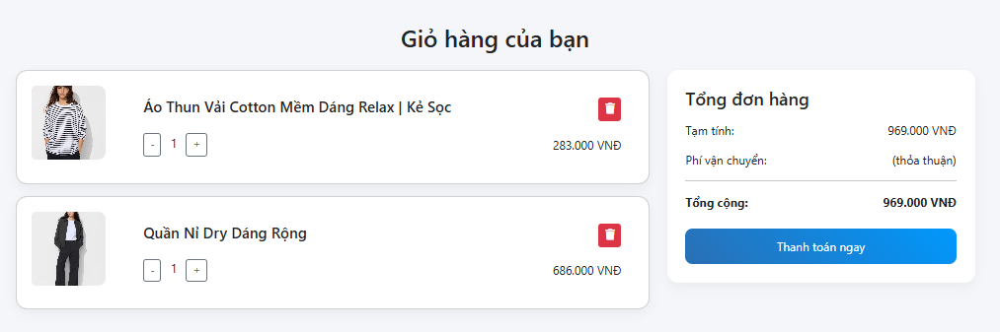 Giỏ hàng của bạn
Áo Thun Vải Cotton Mềm Dáng Relax | Kẻ Sọc
- 1 +
283.000 VNĐ
Quần Nỉ Dry Dáng Rộng
- 1 +
686.000 VNĐ
Tổng đơn hàng
Tạm tính: 969.000 VNĐ
Phí vận chuyển: (thỏa thuận)
Tổng cộng: 969.000 VNĐ
Thanh toán ngay